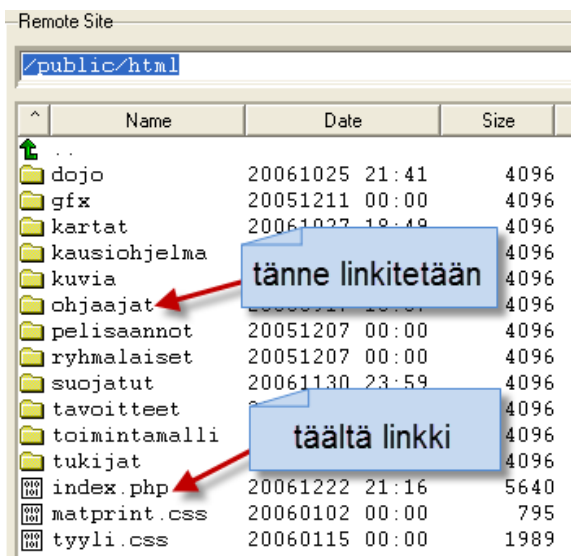 Remote Site
/public/html
^ Name Date Size
..
dojo 20061025 21:41 4096
gfx 20051211 00:00 4096
kartat 20061027 18:49 4096
kausiohjelma 4096
kuvia 4096
tänne linkitetään
ohjaajat 4096
pelisaannot 20051207 00:00 4096
ryhmalaiset 20051207 00:00 4096
suojatut 20061130 23:59 4096
tavoitteet 4096
toimintamalli 4096
täältä linkki
tukijat 4096
index.php 20061222 21:16 5640
matprint.css 20060102 00:00 795
tyyli.css 20060115 00:00 1989